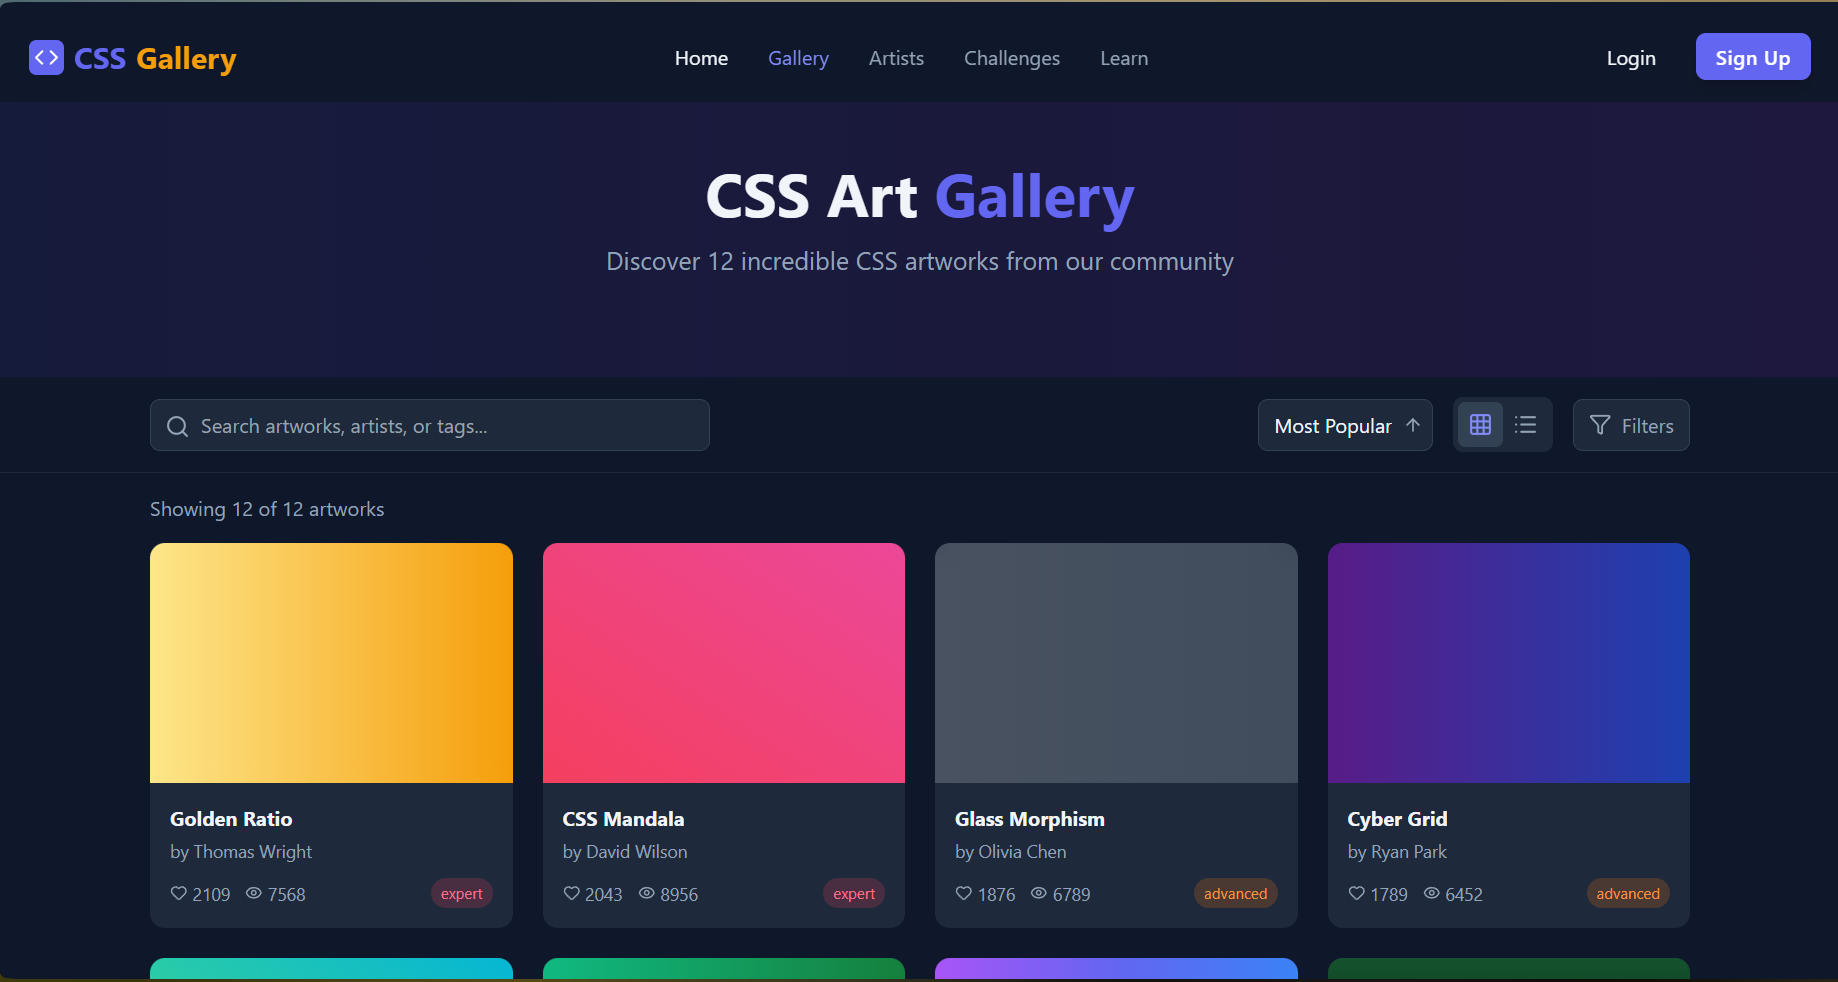 CSS Gallery
Home Gallery Artists Challenges Learn
Login Sign Up
CSS Art Gallery
Discover 12 incredible CSS artworks from our community
Search artworks, artists, or tags...
Most Popular
Filters
Showing 12 of 12 artworks
Golden Ratio
by Thomas Wright
2109 7568 expert
CSS Mandala
by David Wilson
2043 8956 expert
Glass Morphism
by Olivia Chen
1876 6789 advanced
Cyber Grid
by Ryan Park
1789 6452 advanced